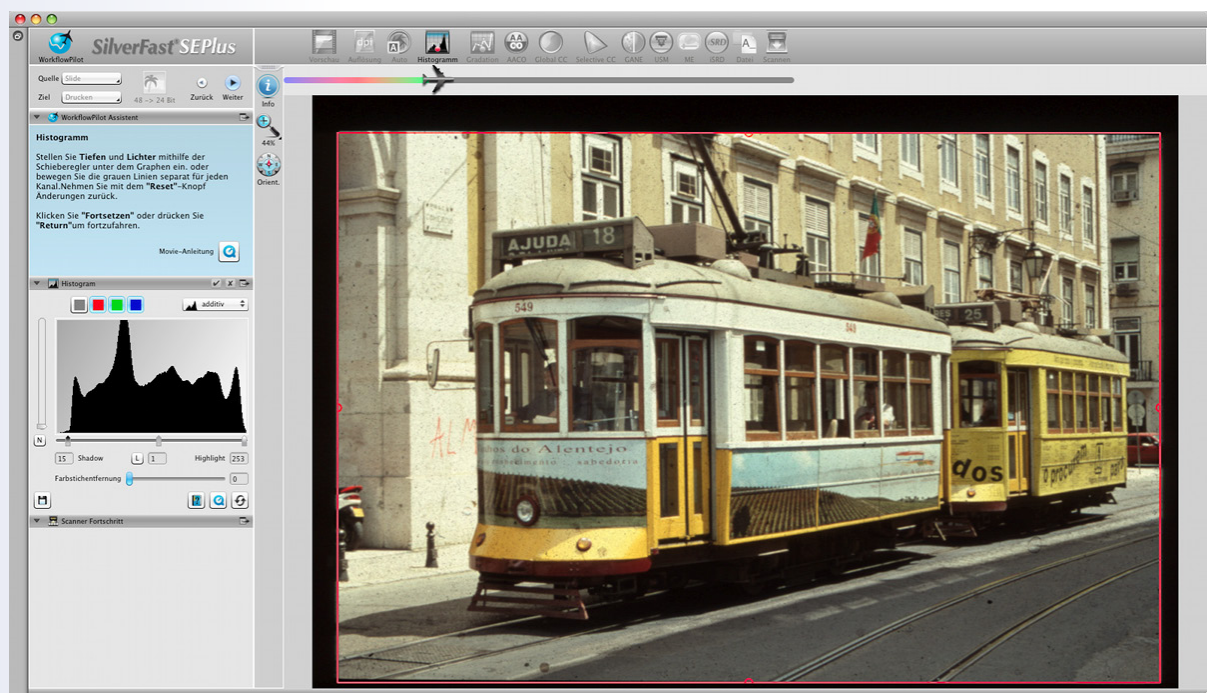 SilverFast® SEPlus
WorkflowPilot
Vorschau
Auflösung
Auto
Histogramm
Gradation
AACO
Global CC
Selective CC
GANE
USM
ME
iSRD
Datei
Scannen
Quelle
Slide
Ziel
Drucken
48 -> 24 Bit
Zurück
Weiter
Info
44%
Orient.
WorkflowPilot Assistent
Histogramm
Stellen Sie Tiefen und Lichter mithilfe der
Schieberegler unter dem Graphen ein. oder
bewegen Sie die grauen Linien separat für jeden
Kanal.Nehmen Sie mit dem "Reset"-Knopf
Änderungen zurück.
Klicken Sie "Fortsetzen" oder drücken Sie
"Return"um fortzufahren.
Movie-Anleitung
Histogram
additiv
N
15
Shadow
L
1
Highlight
253
Farbstichentfernung
0
Scanner Fortschritt
AJUDA 18
549
549
25
do Alentejo
sabedoria
dos